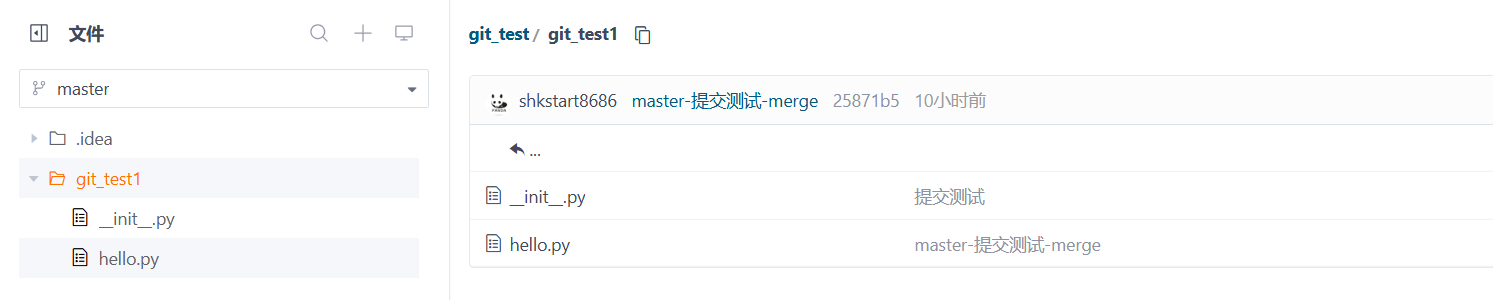 文件
master
.idea
git_test1
__init__.py
hello.py
git_test / git_test1
shkstart8686 master-提交测试-merge 25871b5 10小时前
...
__init__.py 提交测试
hello.py master-提交测试-merge